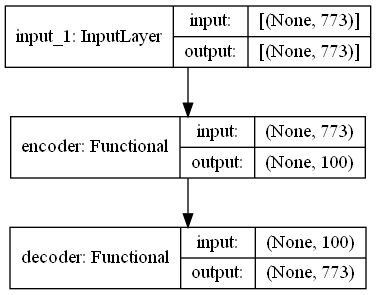 input_1: InputLayer
input:
[(None, 773)]
output:
[(None, 773)]
encoder: Functional
input:
(None, 773)
output:
(None, 100)
decoder: Functional
input:
(None, 100)
output:
(None, 773)